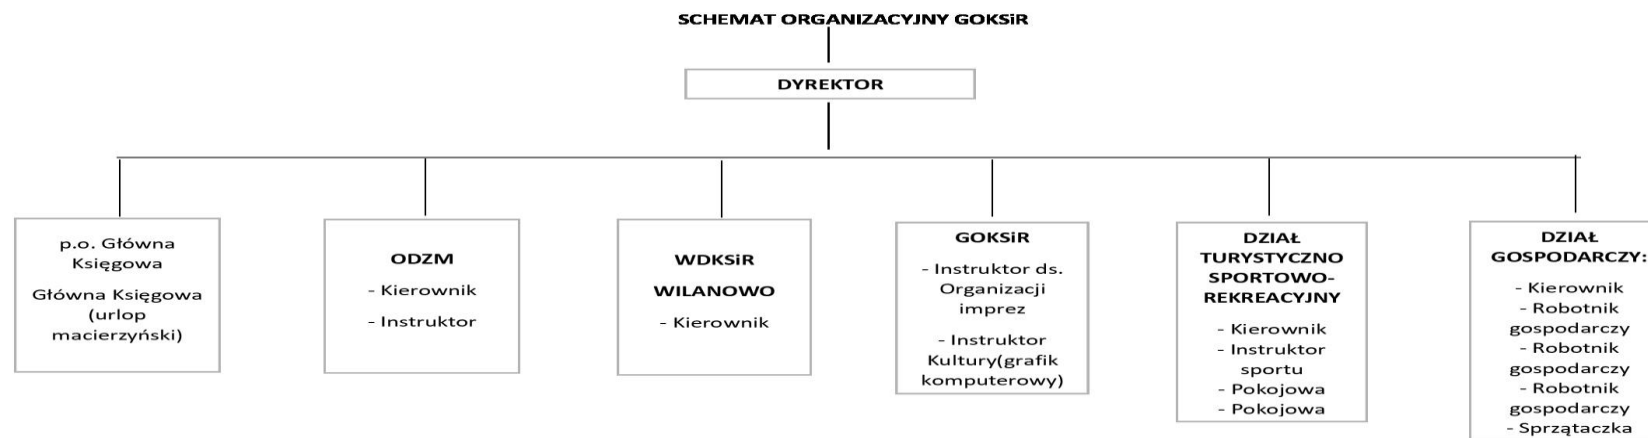 SCHEMAT ORGANIZACYJNY GOKSiR
DYREKTOR
p.o. Główna
Księgowa
Główna Księgowa
(urlop
macierzyński)
ODZM
- Kierownik
- Instruktor
WDKSiR
WILANOWO
- Kierownik
GOKSiR
- Instruktor ds.
Organizacji
imprez
- Instruktor
Kultury(grafik
komputerowy)
DZIAŁ
TURYSTYCZNO
SPORTOWO-
REKREACYJNY
- Kierownik
- Instruktor
sportu
- Pokojowa
- Pokojowa
DZIAŁ
GOSPODARCZY:
- Kierownik
- Robotnik
gospodarczy
- Robotnik
gospodarczy
- Robotnik
gospodarczy
- Sprzątaczka